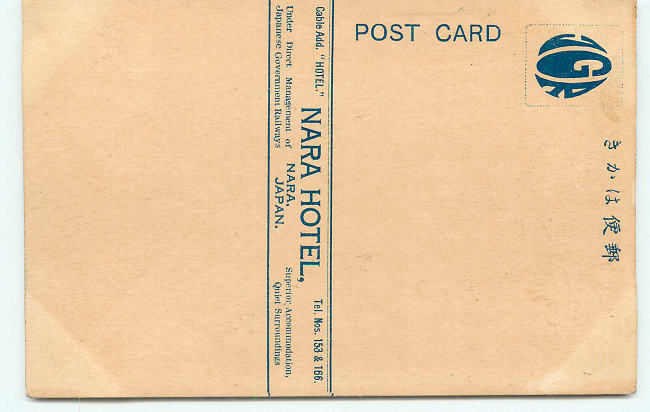 POST CARD
JGR
きかは便郵
Cable Add. "HOTEL." Tel. Nos. 153 & 166.
NARA HOTEL,
NARA,
JAPAN.
Under Direct Management of
Japanese Government Railways
Superior Accommodation,
Quiet Surroundings